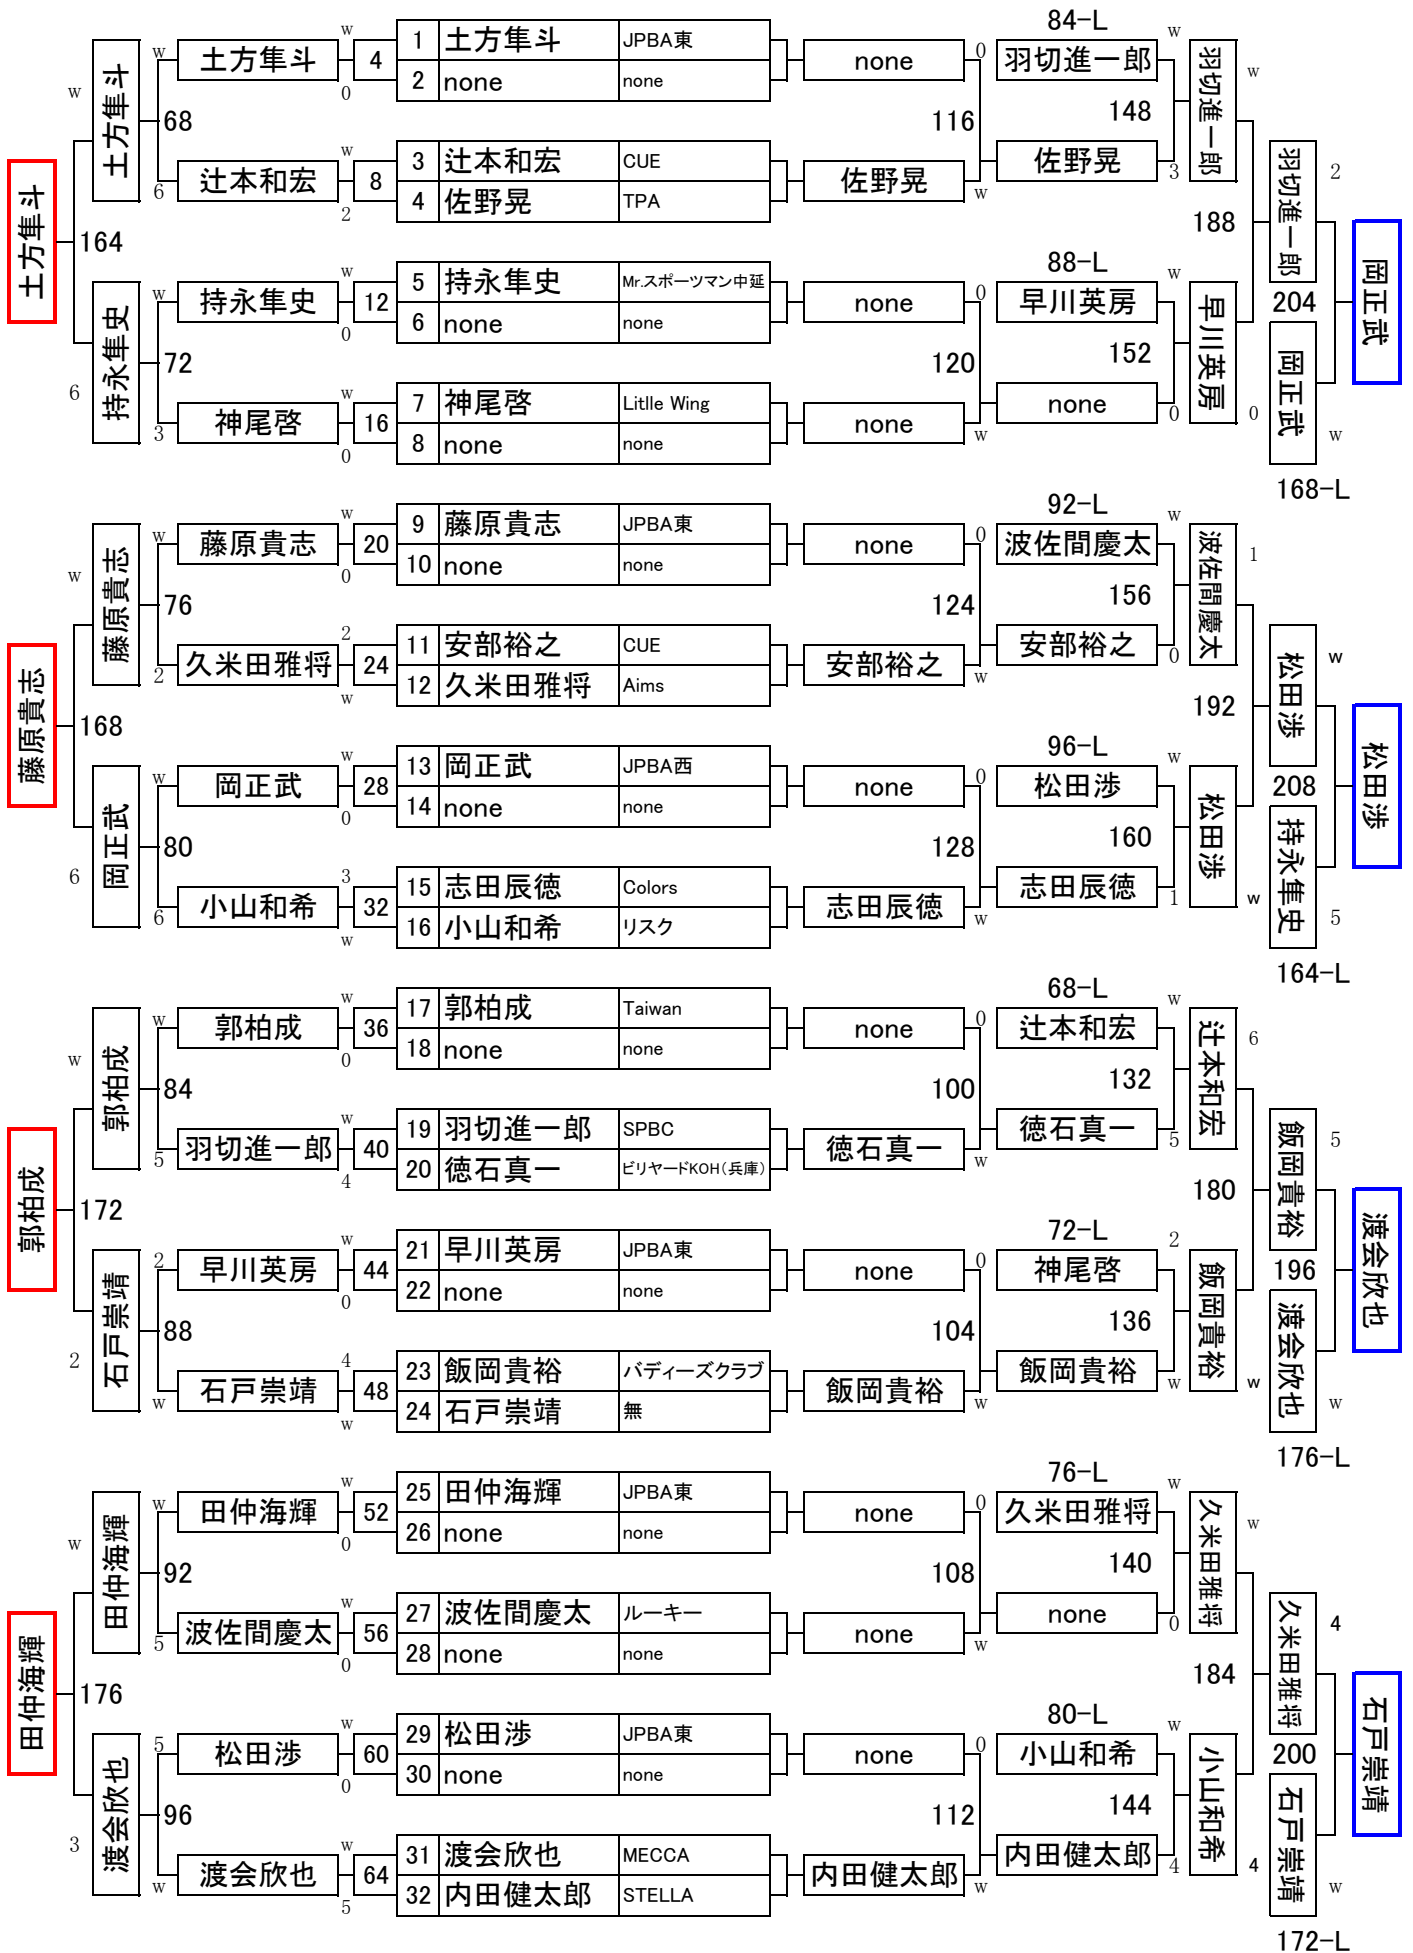 84-L
w 1 土方隼斗 JPBA東 0 w
w 土方隼斗 4 none 羽切進一郎 w
2 none none
w 土方隼斗 0 羽切進一郎
68 116 148
w 3 辻本和宏 CUE 羽切進一郎 2
辻本和宏 8 佐野晃 佐野晃
6 4 佐野晃 TPA w 3
2
土方隼斗 164 188 岡正武
88-L
w 5 持永隼史 Mr.スポーツマン中延 0 w
w 持永隼史 12 none 早川英房
6 none none
持永隼史 0 早川英房 204
72 120 152
6 w 7 神尾啓 Litlle Wing 岡正武
神尾啓 16 none none 0
3 8 none none w 0 w
0
168-L
92-L
w 9 藤原貴志 JPBA東 0 w
w 藤原貴志 20 none 波佐間慶太 1
10 none none
w 藤原貴志 0 波佐間慶太
76 124 156
2 11 安部裕之 CUE 松田渉 w
久米田雅将 24 安部裕之 安部裕之
2 12 久米田雅将 Aims w 0
w
藤原貴志 168 192 松田渉
96-L
w 13 岡正武 JPBA西 0 w
w 岡正武 28 none 松田渉
14 none none
岡正武 0 松田渉 208
80 128 160
6 3 15 志田辰徳 Colors 持永隼史
小山和希 32 志田辰徳 志田辰徳 w
6 16 小山和希 リスク w 1 5
w
164-L
68-L
w 17 郭柏成 Taiwan 0 w
w 郭柏成 36 none 辻本和宏 6
18 none none
w 郭柏成 0 辻本和宏
84 100 132
w 19 羽切進一郎 SPBC 飯岡貴裕 5
羽切進一郎 40 徳石真一 徳石真一
5 20 徳石真一 ビリヤードKOH(兵庫) w 5
4
郭柏成 172 180 渡会欣也
72-L
w 21 早川英房 JPBA東 0 2
2 早川英房 44 none 神尾啓
22 none none
石戸崇靖 0 飯岡貴裕 196
88 104 136
2 4 23 飯岡貴裕 バディーズクラブ 渡会欣也
石戸崇靖 48 飯岡貴裕 飯岡貴裕 w
w 24 石戸崇靖 無 w w w
w
176-L
76-L
w 25 田仲海輝 JPBA東 0 w
w 田仲海輝 52 none 久米田雅将 w
26 none none
w 田仲海輝 0 久米田雅将
92 108 140
w 27 波佐間慶太 ルーキー 久米田雅将 4
波佐間慶太 56 none none
5 28 none none w 0
0
田仲海輝 176 184 石戸崇靖
80-L
w 29 松田渉 JPBA東 0 w
5 松田渉 60 none 小山和希
30 none none
渡会欣也 0 小山和希 200
96 112 144
3 w 31 渡会欣也 MECCA 石戸崇靖
渡会欣也 64 内田健太郎 内田健太郎 4
w 32 内田健太郎 STELLA w 4 w
5
172-L